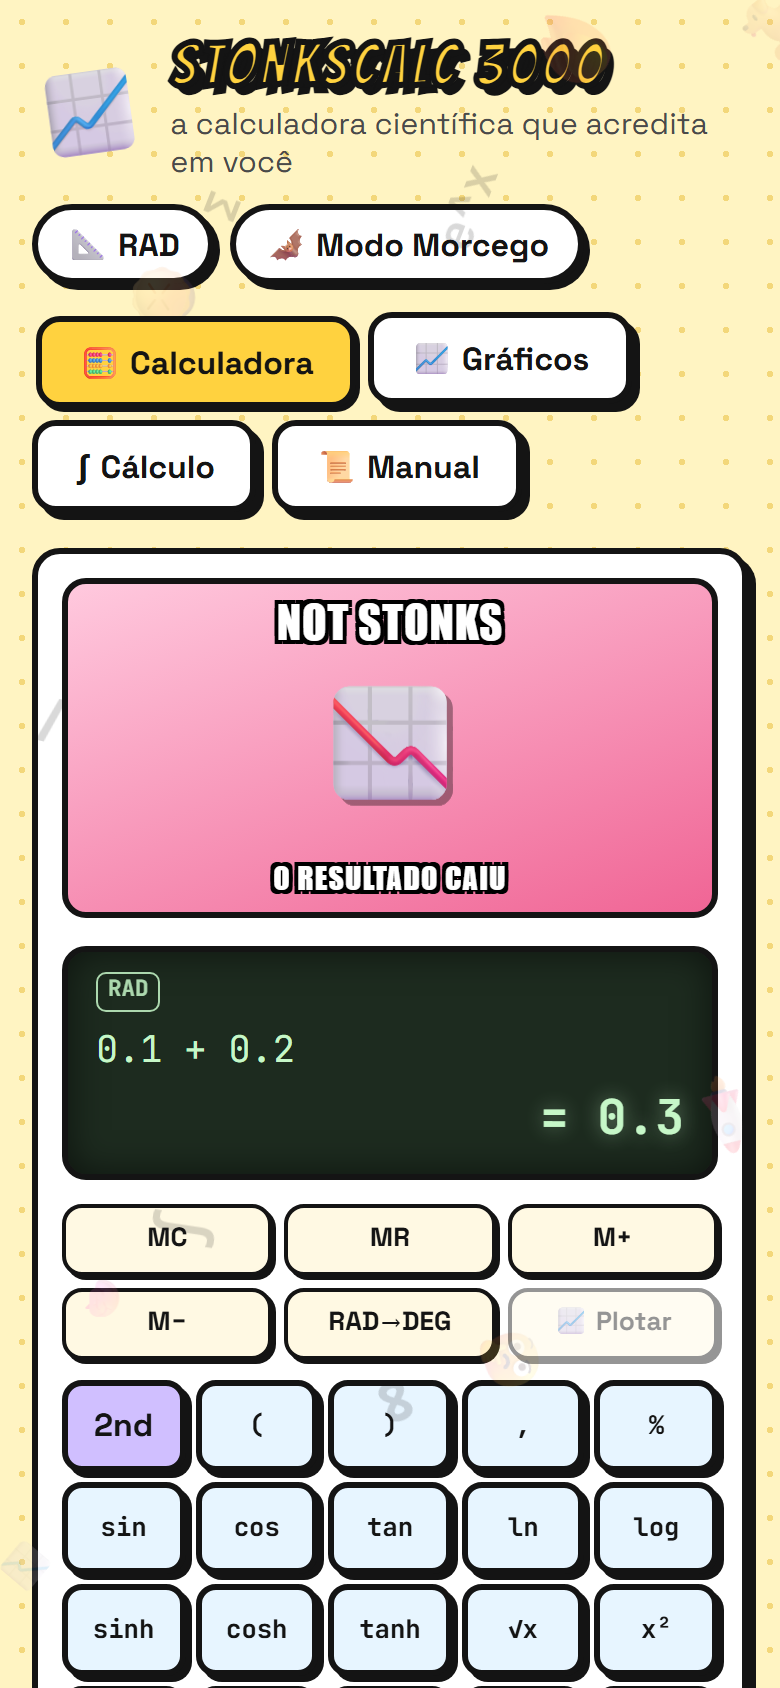 STONKSCALC 3000
a calculadora científica que acredita
em você
RAD
Modo Morcego
Calculadora
Gráficos
∫ Cálculo
Manual
NOT STONKS
O RESULTADO CAIU
RAD
0.1 + 0.2
= 0.3
MC MR M+
M− RAD→DEG Plotar
2nd ( ) , %
sin cos tan ln log
sinh cosh tanh √x x²